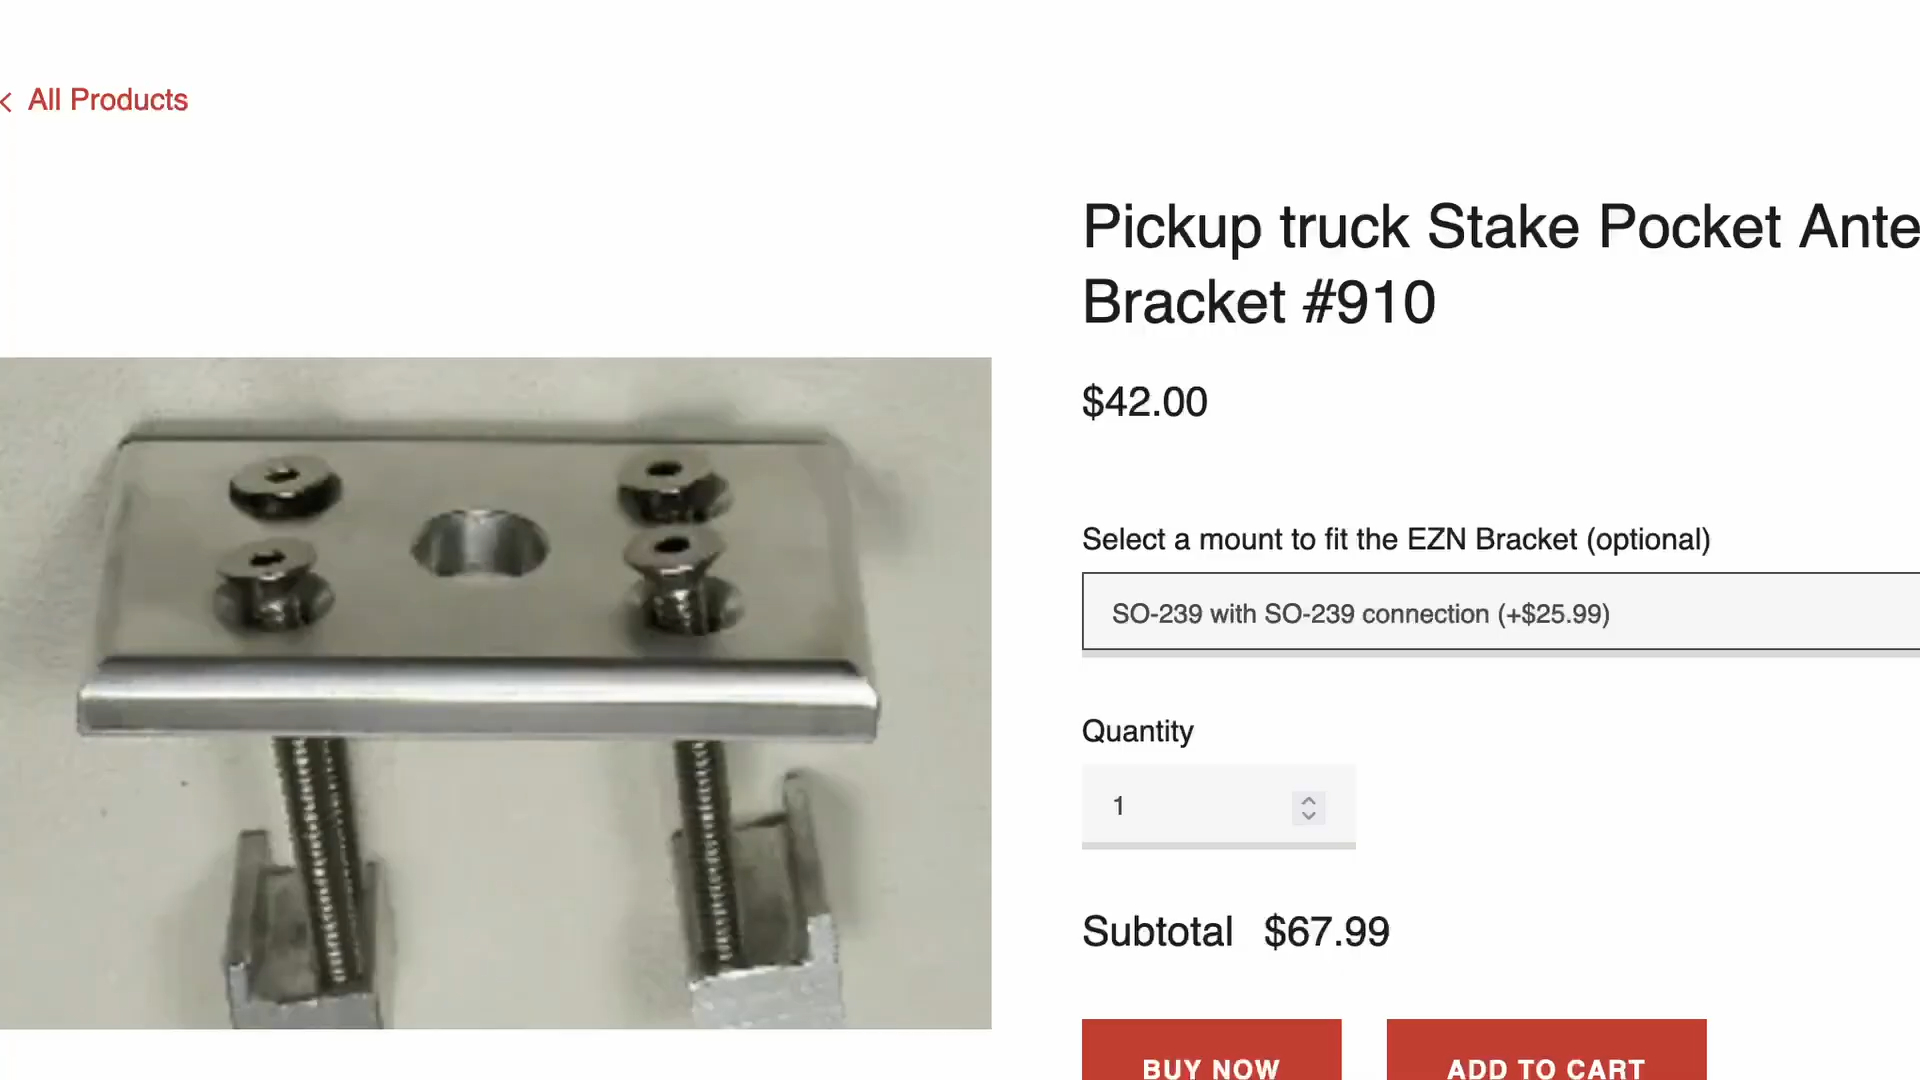 All Products
Pickup truck Stake Pocket Ante
Bracket #910
$42.00
Select a mount to fit the EZN Bracket (optional)
SO-239 with SO-239 connection (+$25.99)
Quantity
1
Subtotal $67.99
BUY NOW
ADD TO CART